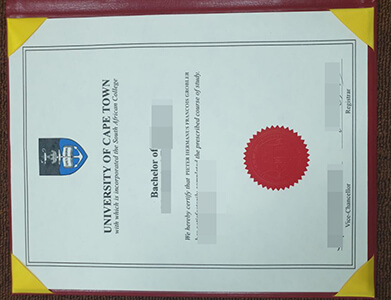 UNIVERSITY OF CAPE TOWN
with which is incorporated the South African College
Bachelor of
We hereby certify that PIETER HERMANUS FRANCOIS GROBLER
the prescribed course of study.
Registrar
Vice-Chancellor